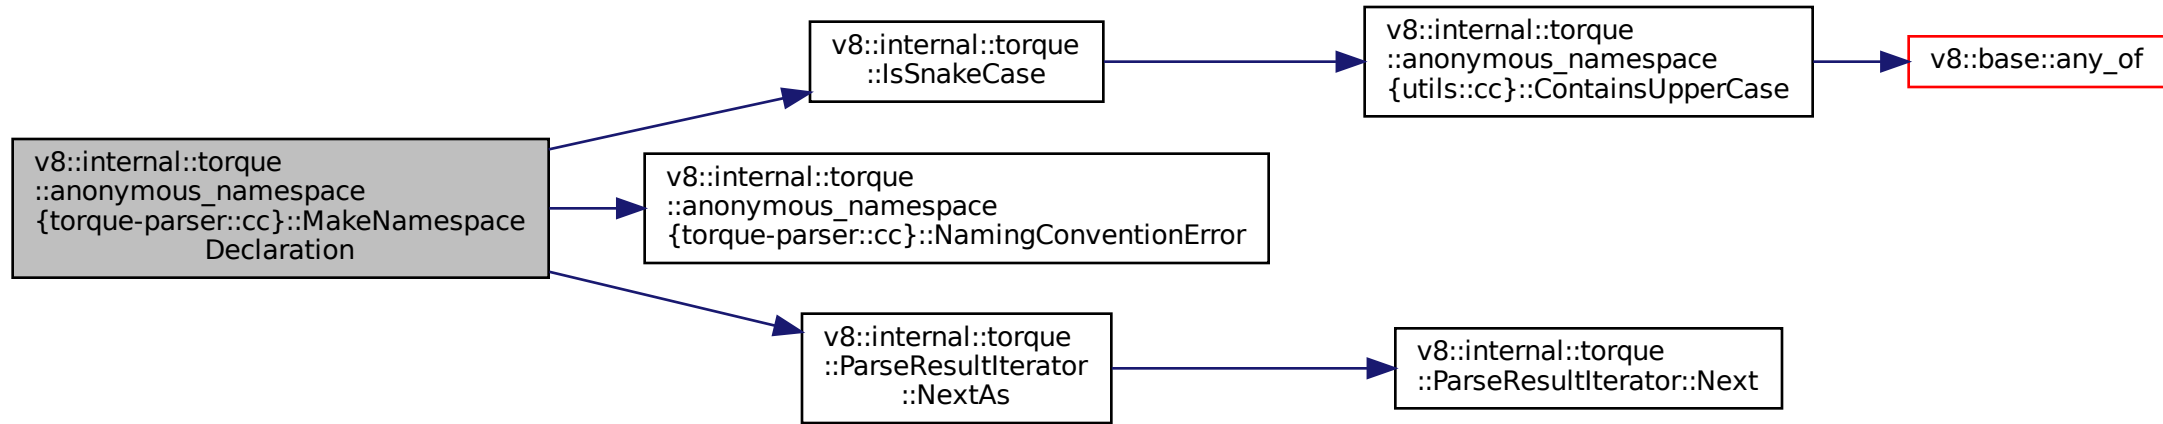 v8::internal::torque
::anonymous_namespace
{torque-parser::cc}::MakeNamespace
Declaration
v8::internal::torque
::IsSnakeCase
v8::internal::torque
::anonymous_namespace
{utils::cc}::ContainsUpperCase
v8::base::any_of
v8::internal::torque
::anonymous_namespace
{torque-parser::cc}::NamingConventionError
v8::internal::torque
::ParseResultIterator
::NextAs
v8::internal::torque
::ParseResultIterator::Next